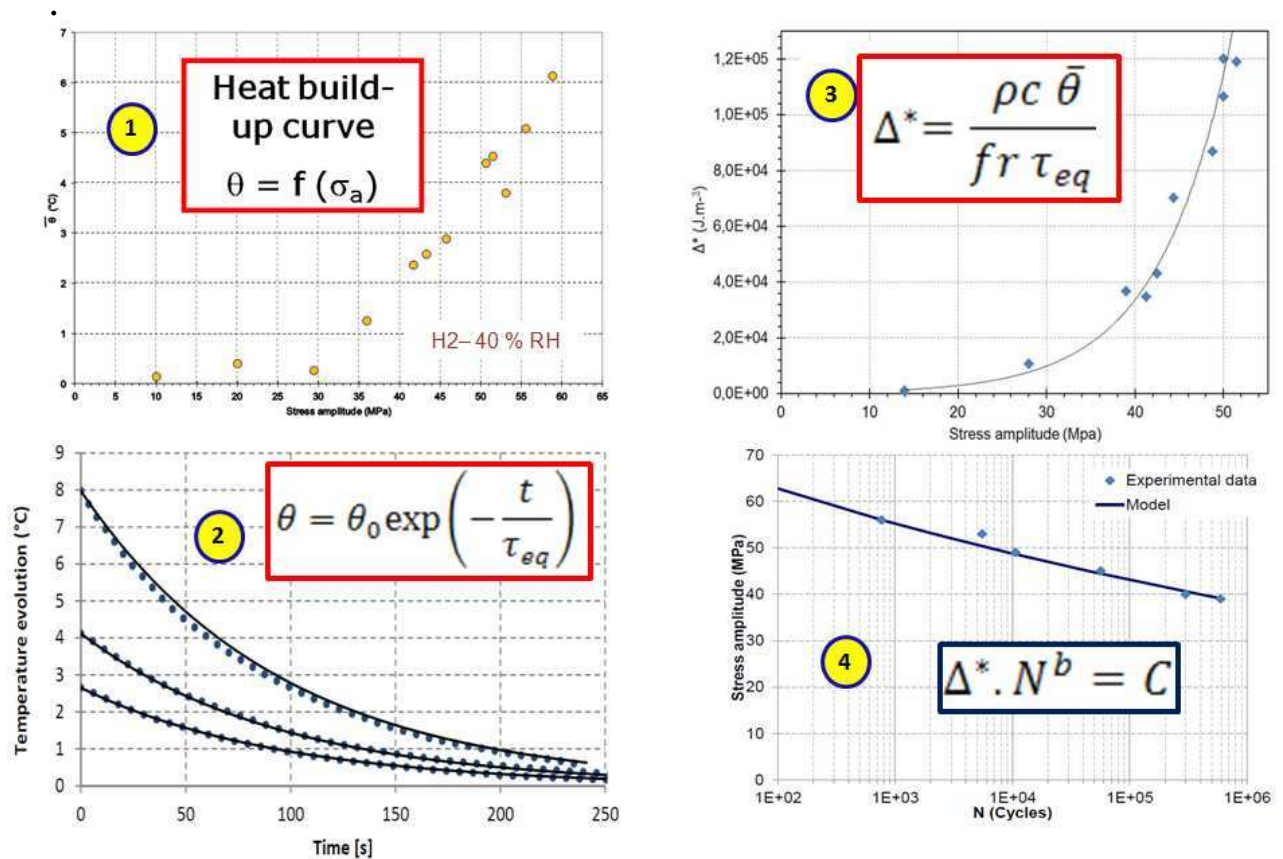 7
6
5
4
3
2
1
0
θ̅ (°C)
1
Heat build-
up curve
θ = f (σₐ)
H2– 40 % RH
0 5 10 15 20 25 30 35 40 45 50 55 60 65
Stress amplitude (MPa)
1,2E+05
1,0E+05
8,0E+04
6,0E+04
4,0E+04
2,0E+04
0,0E+00
Δ* (J.m⁻³)
3
Δ* = ρc θ̅ / fr τₑq
0 10 20 30 40 50
Stress amplitude (Mpa)
9
8
7
6
5
4
3
2
1
0
Temperature evolution (°C)
2
θ = θ₀ exp(− t / τₑq)
0 50 100 150 200 250
Time [s]
70
60
50
40
30
20
10
0
Stress amplitude (MPa)
Experimental data
Model
4
Δ*. Nᵇ = C
1E+02 1E+03 1E+04 1E+05 1E+06
N (Cycles)